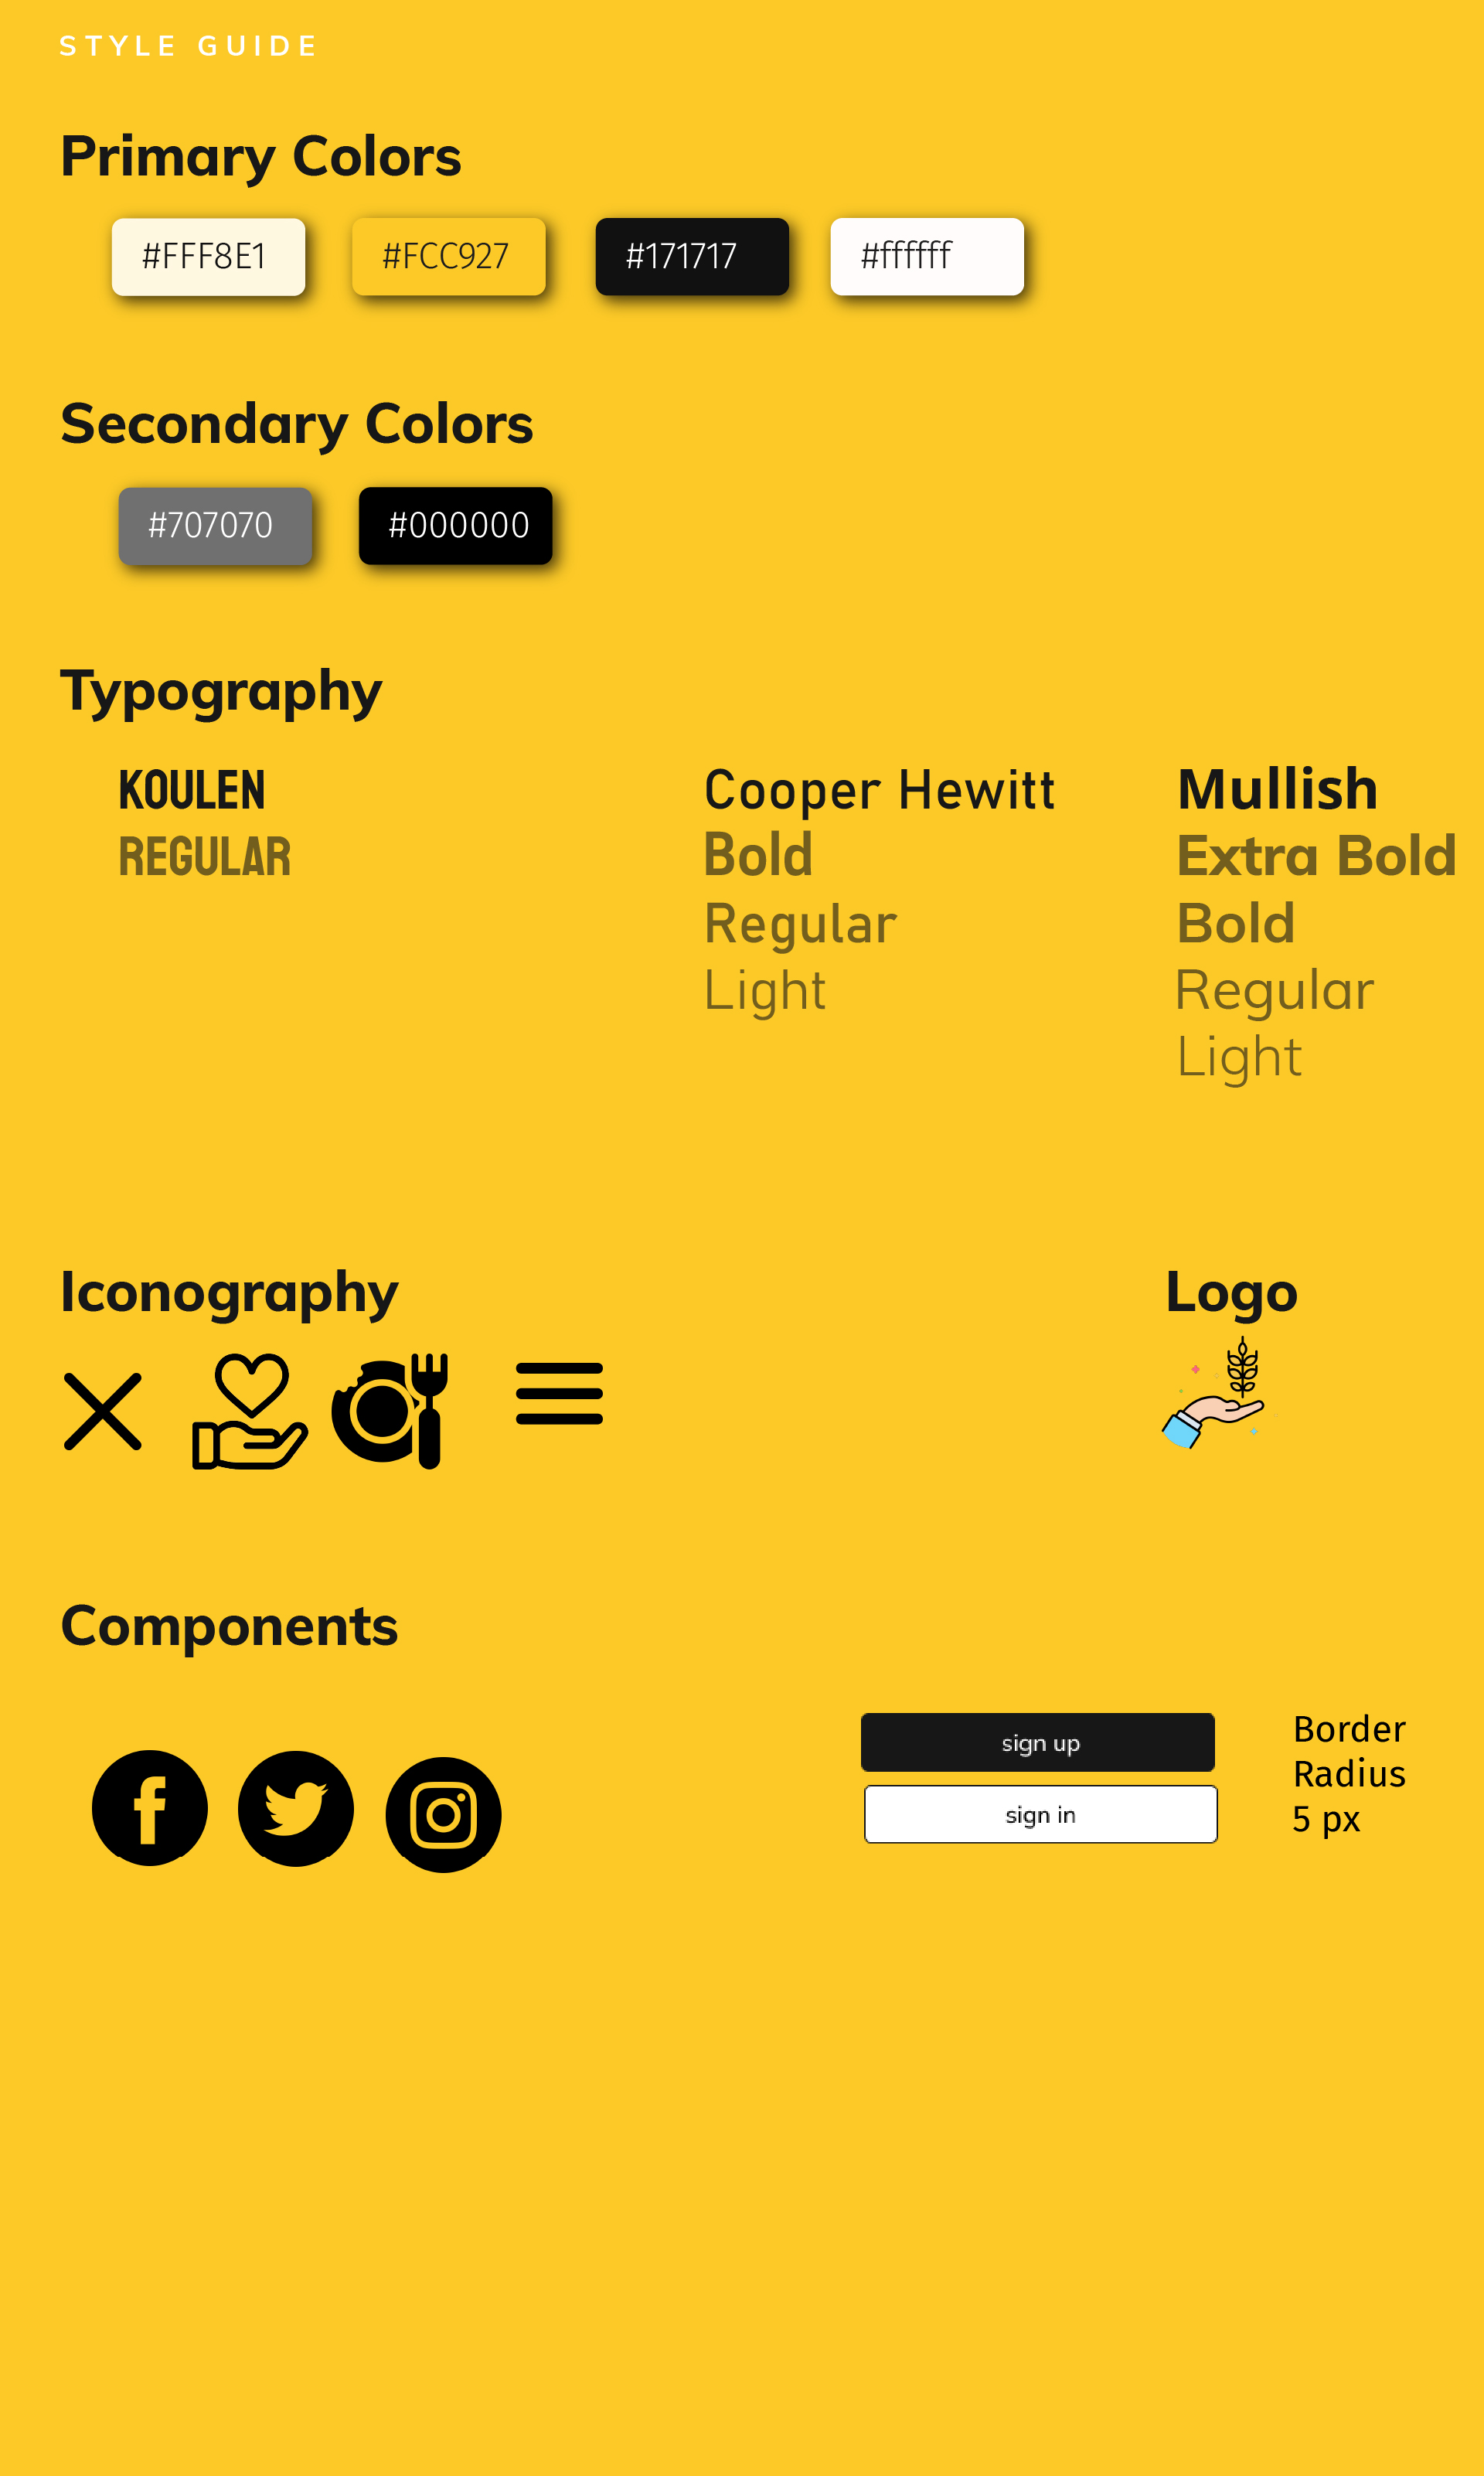 STYLE GUIDE
Primary Colors
#FFF8E1
#FCC927
#171717
#ffffff
Secondary Colors
#707070
#000000
Typography
KOULEN
REGULAR
Cooper Hewitt
Bold
Regular
Light
Mullish
Extra Bold
Bold
Regular
Light
Iconography
Logo
Components
sign up
sign in
Border
Radius
5 px